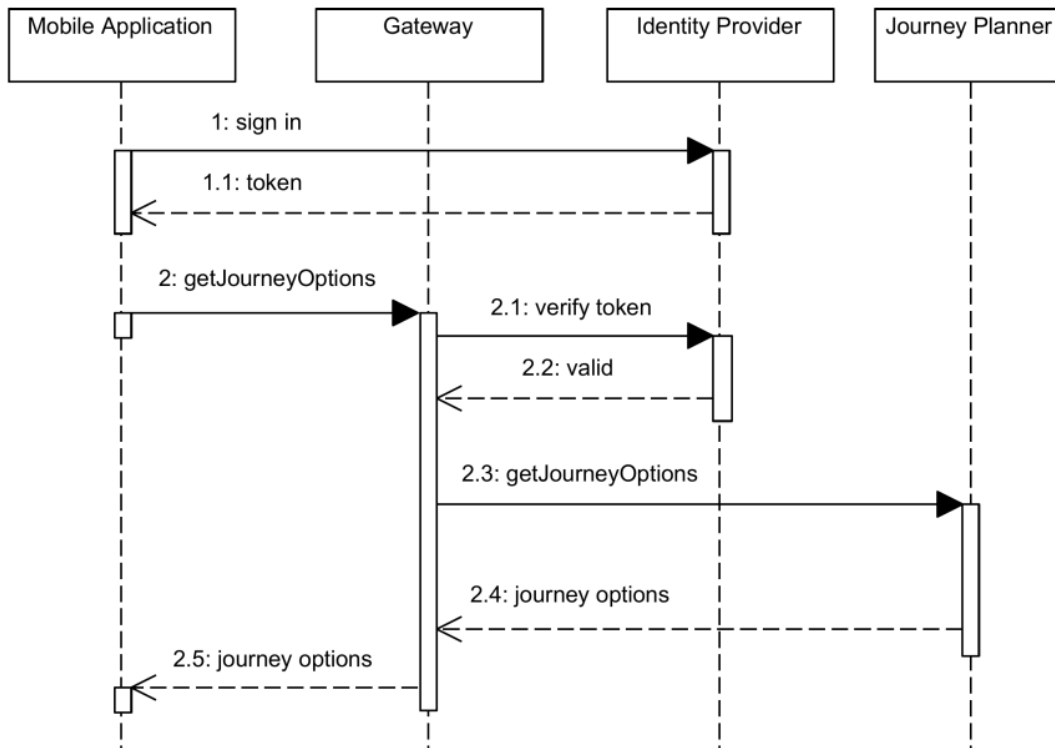 Mobile Application
Gateway
Identity Provider
Journey Planner
1: sign in
1.1: token
2: getJourneyOptions
2.1: verify token
2.2: valid
2.3: getJourneyOptions
2.4: journey options
2.5: journey options